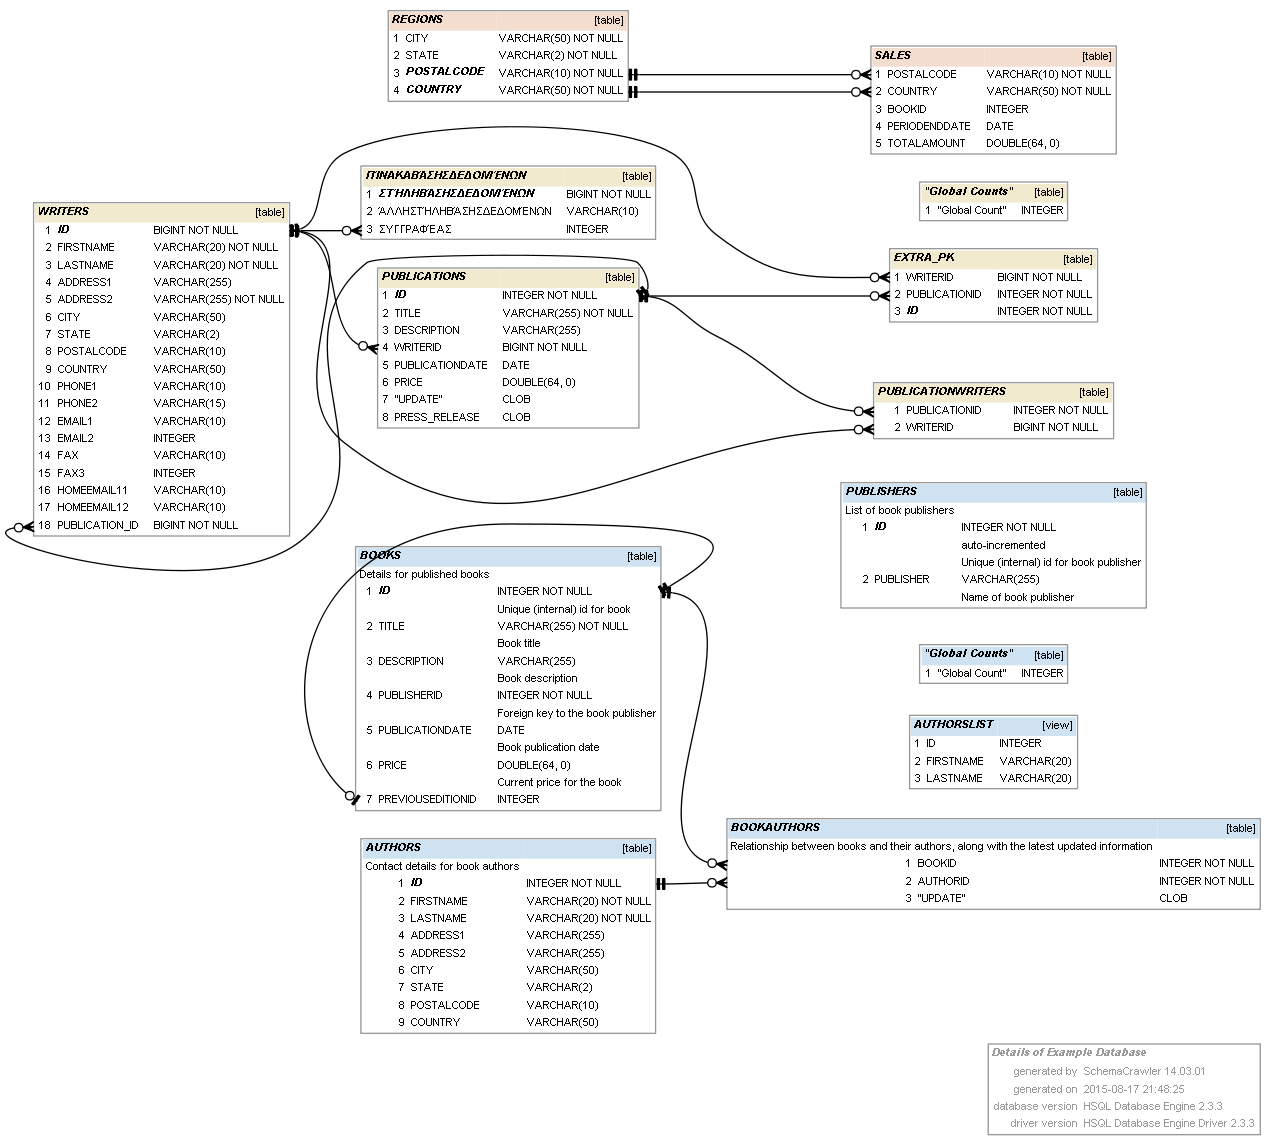 REGIONS [table]
1 CITY VARCHAR(50) NOT NULL
2 STATE VARCHAR(2) NOT NULL
3 POSTALCODE VARCHAR(10) NOT NULL
4 COUNTRY VARCHAR(50) NOT NULL
SALES [table]
1 POSTALCODE VARCHAR(10) NOT NULL
2 COUNTRY VARCHAR(50) NOT NULL
3 BOOKID INTEGER
4 PERIODENDDATE DATE
5 TOTALAMOUNT DOUBLE(64, 0)
ΠΊΝΑΚΑΒΆΣΗΣΔΕΔΟΜΈΝΩΝ [table]
1 ΣΤΉΛΗΒΆΣΗΣΔΕΔΟΜΈΝΩΝ BIGINT NOT NULL
2 ΆΛΛΗΣΤΉΛΗΒΆΣΗΣΔΕΔΟΜΈΝΩΝ VARCHAR(10)
3 ΣΥΓΓΡΑΦΈΑΣ INTEGER
"Global Counts" [table]
1 "Global Count" INTEGER
WRITERS [table]
1 ID BIGINT NOT NULL
2 FIRSTNAME VARCHAR(20) NOT NULL
3 LASTNAME VARCHAR(20) NOT NULL
4 ADDRESS1 VARCHAR(255)
5 ADDRESS2 VARCHAR(255) NOT NULL
6 CITY VARCHAR(50)
7 STATE VARCHAR(2)
8 POSTALCODE VARCHAR(10)
9 COUNTRY VARCHAR(50)
10 PHONE1 VARCHAR(10)
11 PHONE2 VARCHAR(15)
12 EMAIL1 VARCHAR(10)
13 EMAIL2 INTEGER
14 FAX VARCHAR(10)
15 FAX3 INTEGER
16 HOMEEMAIL11 VARCHAR(10)
17 HOMEEMAIL12 VARCHAR(10)
18 PUBLICATION_ID BIGINT NOT NULL
PUBLICATIONS [table]
1 ID INTEGER NOT NULL
2 TITLE VARCHAR(255) NOT NULL
3 DESCRIPTION VARCHAR(255)
4 WRITERID BIGINT NOT NULL
5 PUBLICATIONDATE DATE
6 PRICE DOUBLE(64, 0)
7 "UPDATE" CLOB
8 PRESS_RELEASE CLOB
EXTRA_PK [table]
1 WRITERID BIGINT NOT NULL
2 PUBLICATIONID INTEGER NOT NULL
3 ID INTEGER NOT NULL
PUBLICATIONWRITERS [table]
1 PUBLICATIONID INTEGER NOT NULL
2 WRITERID BIGINT NOT NULL
PUBLISHERS [table]
List of book publishers
1 ID INTEGER NOT NULL
auto-incremented
Unique (internal) id for book publisher
2 PUBLISHER VARCHAR(255)
Name of book publisher
BOOKS [table]
Details for published books
1 ID INTEGER NOT NULL
Unique (internal) id for book
2 TITLE VARCHAR(255) NOT NULL
Book title
3 DESCRIPTION VARCHAR(255)
Book description
4 PUBLISHERID INTEGER NOT NULL
Foreign key to the book publisher
5 PUBLICATIONDATE DATE
Book publication date
6 PRICE DOUBLE(64, 0)
Current price for the book
7 PREVIOUSEDITIONID INTEGER
"Global Counts" [table]
1 "Global Count" INTEGER
AUTHORSLIST [view]
1 ID INTEGER
2 FIRSTNAME VARCHAR(20)
3 LASTNAME VARCHAR(20)
BOOKAUTHORS [table]
Relationship between books and their authors, along with the latest updated information
1 BOOKID INTEGER NOT NULL
2 AUTHORID INTEGER NOT NULL
3 "UPDATE" CLOB
AUTHORS [table]
Contact details for book authors
1 ID INTEGER NOT NULL
2 FIRSTNAME VARCHAR(20) NOT NULL
3 LASTNAME VARCHAR(20) NOT NULL
4 ADDRESS1 VARCHAR(255)
5 ADDRESS2 VARCHAR(255)
6 CITY VARCHAR(50)
7 STATE VARCHAR(2)
8 POSTALCODE VARCHAR(10)
9 COUNTRY VARCHAR(50)
Details of Example Database
generated by SchemaCrawler 14.03.01
generated on 2015-08-17 21:48:25
database version HSQL Database Engine 2.3.3
driver version HSQL Database Engine Driver 2.3.3